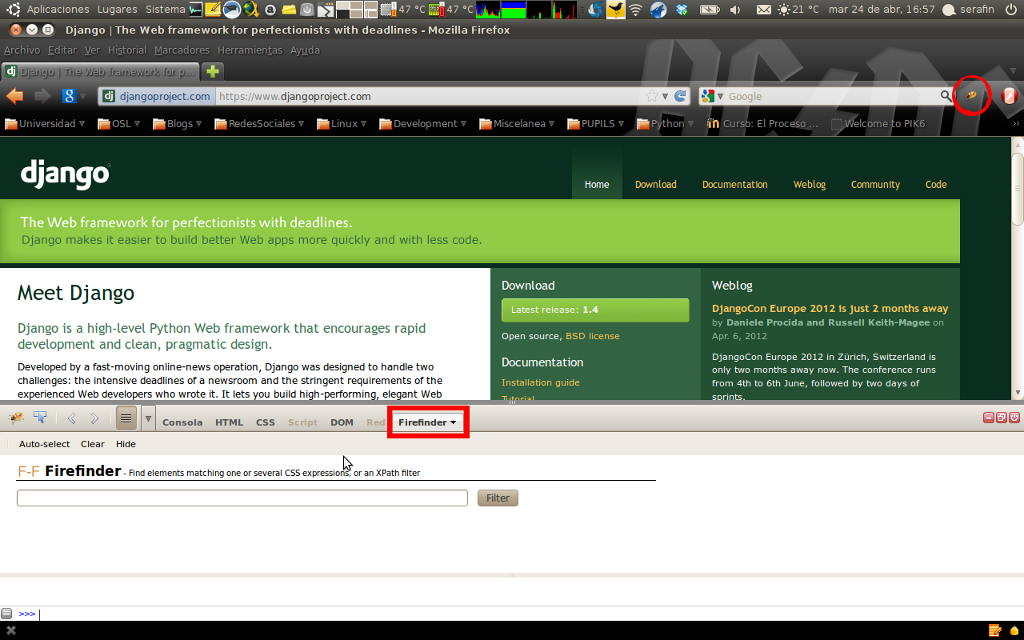 Aplicaciones Lugares Sistema 47 °C 47 °C 21 °C mar 24 de abr, 16:57 serafin
Django | The Web framework for perfectionists with deadlines - Mozilla Firefox
Archivo Editar Ver Historial Marcadores Herramientas Ayuda
dj Django | The Web framework for p...
8 dj djangoproject.com https://www.djangoproject.com Google
Universidad OSL Blogs RedesSociales Linux Development Miscelanea PUPILS Python Curso: El Proceso ... Welcome to PIK6 »
django
Home Download Documentation Weblog Community Code
The Web framework for perfectionists with deadlines.
Django makes it easier to build better Web apps more quickly and with less code.
Meet Django
Django is a high-level Python Web framework that encourages rapid
development and clean, pragmatic design.
Developed by a fast-moving online-news operation, Django was designed to handle two
challenges: the intensive deadlines of a newsroom and the stringent requirements of the
experienced Web developers who wrote it. It lets you build high-performing, elegant Web
Download
Latest release: 1.4
Open source, BSD license
Documentation
Installation guide
Tutorial
Weblog
DjangoCon Europe 2012 is just 2 months away
by Daniele Procida and Russell Keith-Magee on
Apr. 6, 2012
DjangoCon Europe 2012 in Zürich, Switzerland is
only two months away now. The conference runs
from 4th to 6th June, followed by two days of
sprints.
Consola HTML CSS Script DOM Red Firefinder
Auto-select Clear Hide
F-F Firefinder - Find elements matching one or several CSS expressions, or an XPath filter
Filter
>>>